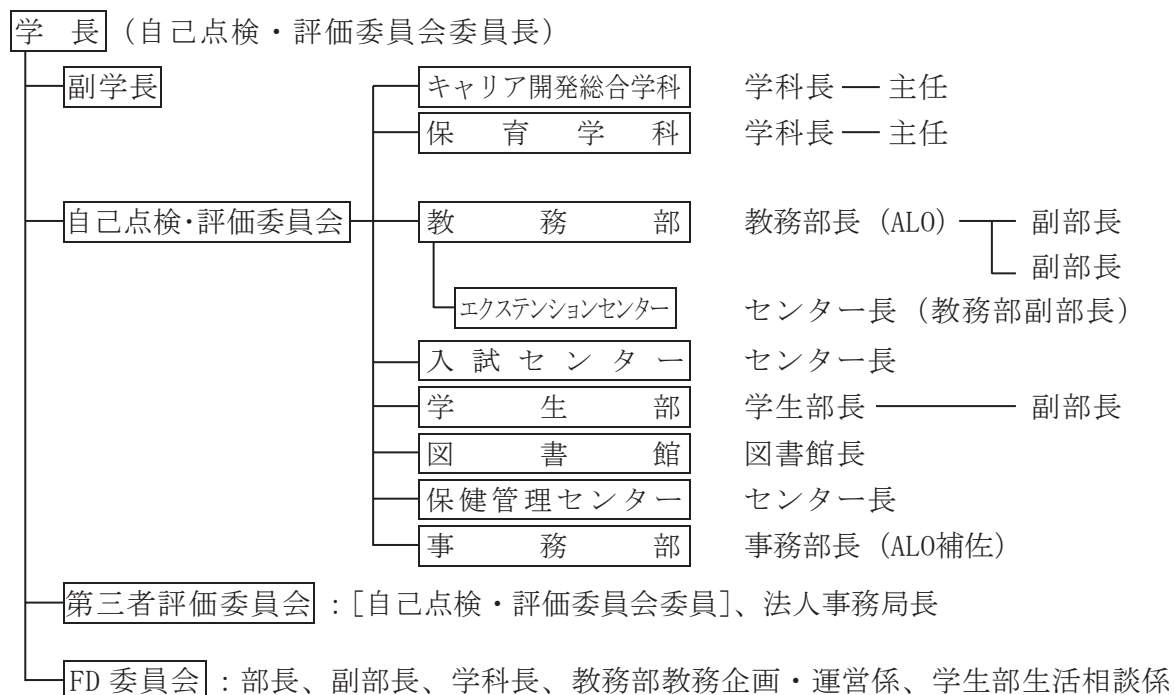 学 長 (自己点検・評価委員会委員長)
副学長
キャリア開発総合学科 学科長 ― 主任
保育学科 学科長 ― 主任
自己点検・評価委員会 教務部 教務部長 (ALO) 副部長
副部長
エクステンションセンター センター長 (教務部副部長)
入試センター センター長
学生部 学生部長 副部長
図書館 図書館長
保健管理センター センター長
事務部 事務部長 (ALO補佐)
第三者評価委員会 : [自己点検・評価委員会委員]、法人事務局長
FD 委員会 : 部長、副部長、学科長、教務部教務企画・運営係、学生部生活相談係